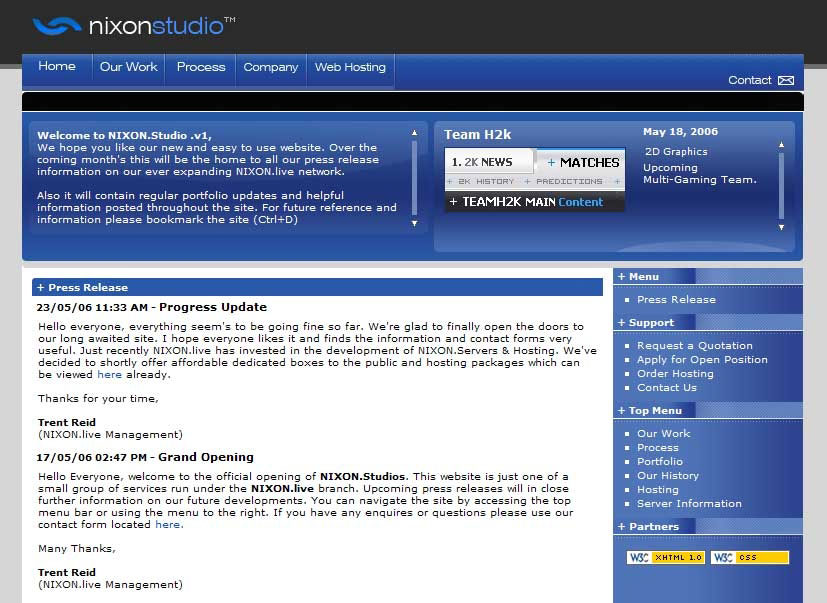 nixonstudio™
Home Our Work Process Company Web Hosting
Contact
Welcome to NIXON.Studio .v1,
We hope you like our new and easy to use website. Over the
coming month's this will be the home to all our press release
information on our ever expanding NIXON.live network.
Also it will contain regular portfolio updates and helpful
information posted throughout the site. For future reference and
information please bookmark the site (Ctrl+D)
Team H2k
1. 2K NEWS + MATCHES
+ 2K HISTORY + PREDICTIONS +
+ TEAMH2K MAIN Content
May 18, 2006
2D Graphics
Upcoming
Multi-Gaming Team.
+ Press Release
23/05/06 11:33 AM - Progress Update
Hello everyone, everything seem's to be going fine so far. We're glad to finally open the doors to
our long awaited site. I hope everyone likes it and finds the information and contact forms very
useful. Just recently NIXON.live has invested in the development of NIXON.Servers & Hosting. We've
decided to shortly offer affordable dedicated boxes to the public and hosting packages which can
be viewed here already.
Thanks for your time,
Trent Reid
(NIXON.live Management)
17/05/06 02:47 PM - Grand Opening
Hello Everyone, welcome to the official opening of NIXON.Studios. This website is just one of a
small group of services run under the NIXON.live branch. Upcoming press releases will in close
further information on our future developments. You can navigate the site by accessing the top
menu bar or using the menu to the right. If you have any enquires or questions please use our
contact form located here.
Many Thanks,
Trent Reid
(NIXON.live Management)
+ Menu
Press Release
+ Support
Request a Quotation
Apply for Open Position
Order Hosting
Contact Us
+ Top Menu
Our Work
Process
Portfolio
Our History
Hosting
Server Information
+ Partners
W3C XHTML 1.0 W3C CSS